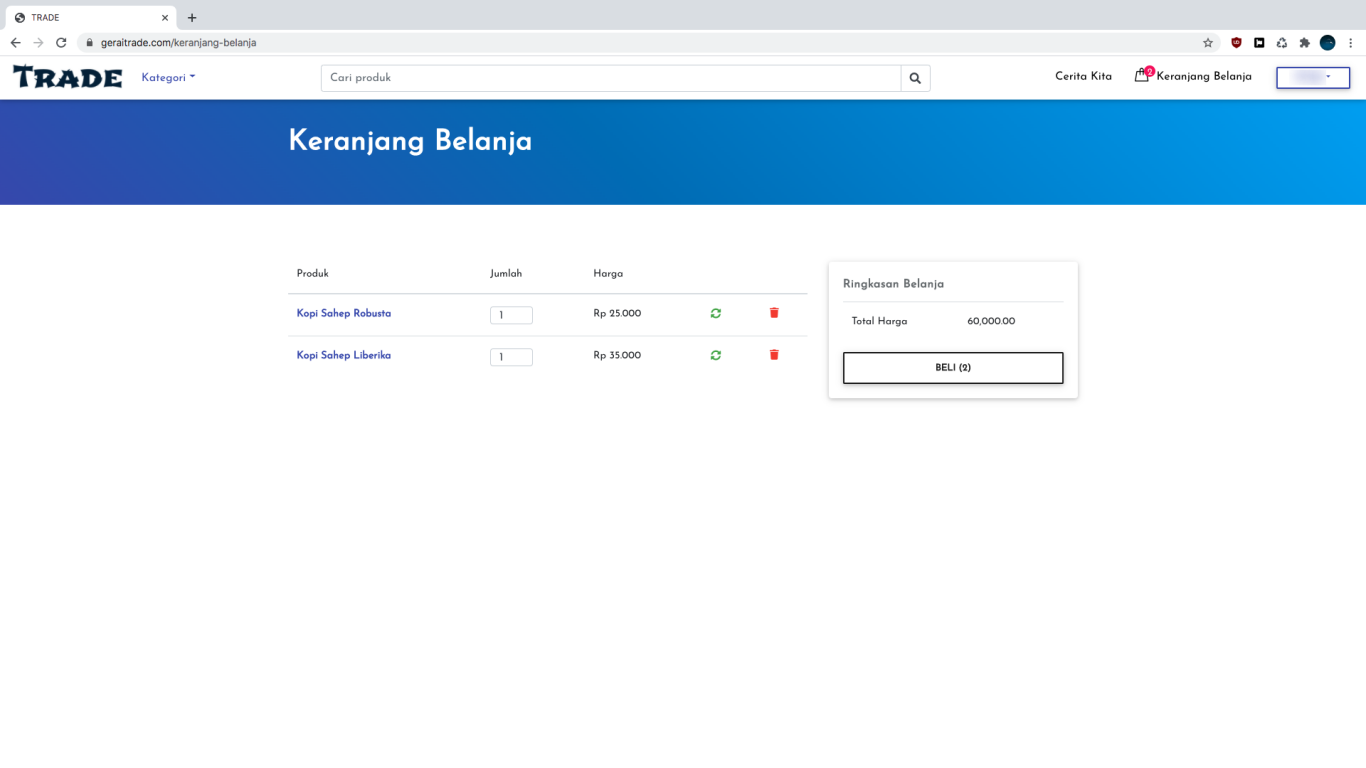 TRADE
geraitrade.com/keranjang-belanja
TRADE
Kategori
Cari produk
Cerita Kita
2
Keranjang Belanja
Keranjang Belanja
Produk Jumlah Harga
Kopi Sahep Robusta 1 Rp 25.000
Kopi Sahep Liberika 1 Rp 35.000
Ringkasan Belanja
Total Harga 60,000.00
BELI (2)